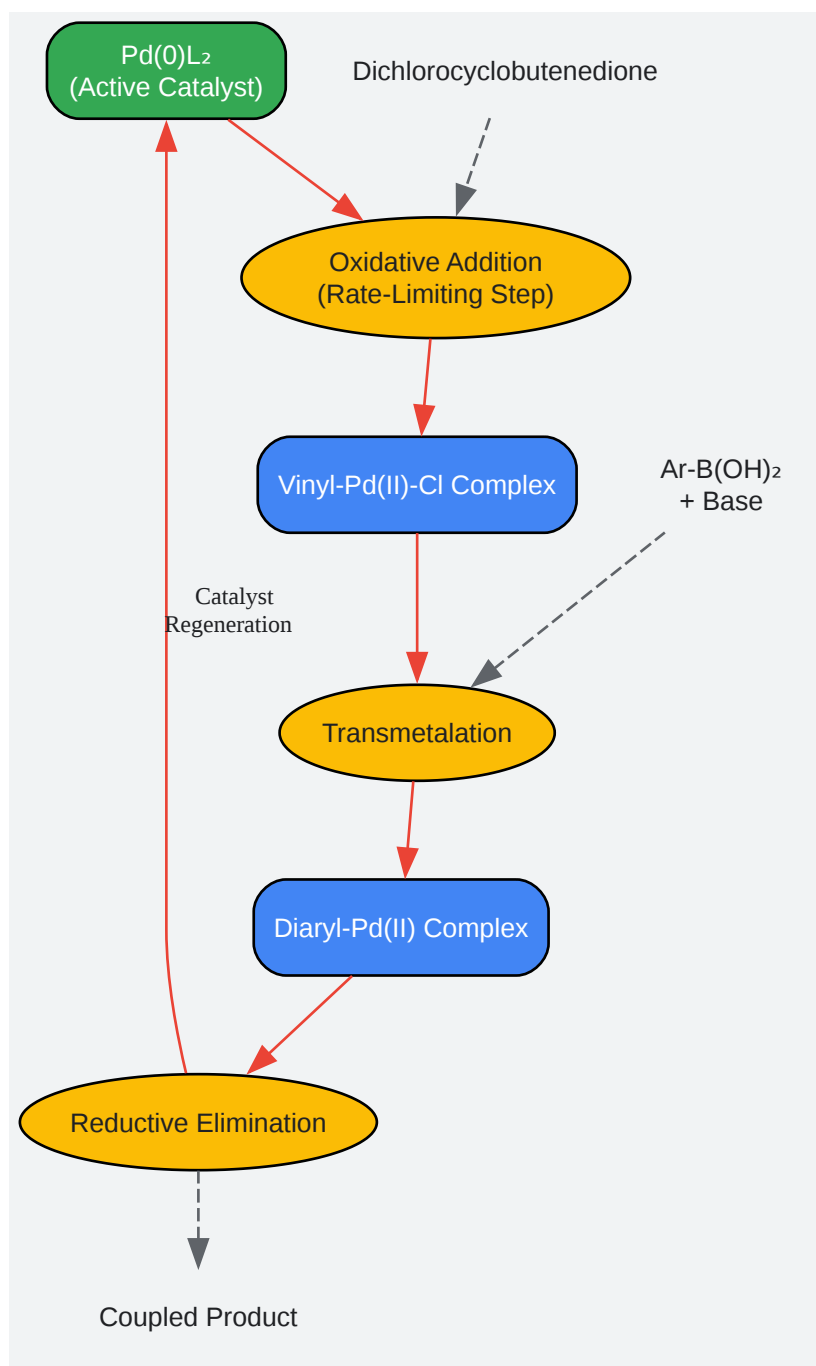 Pd(0)L₂
(Active Catalyst)
Dichlorocyclobutenedione
Oxidative Addition
(Rate-Limiting Step)
Vinyl-Pd(II)-Cl Complex
Ar-B(OH)₂
+ Base
Catalyst
Regeneration
Transmetalation
Diaryl-Pd(II) Complex
Reductive Elimination
Coupled Product